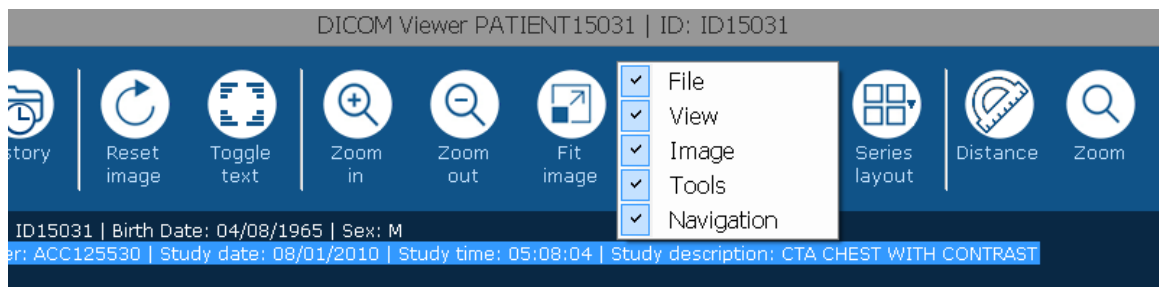 DICOM Viewer PATIENT15031 | ID: ID15031
File
View
Image
Tools
Navigation
story
Reset
image
Toggle
text
Zoom
in
Zoom
out
Fit
image
Series
layout
Distance
Zoom
ID15031 | Birth Date: 04/08/1965 | Sex: M
er: ACC125530 | Study date: 08/01/2010 | Study time: 05:08:04 | Study description: CTA CHEST WITH CONTRAST